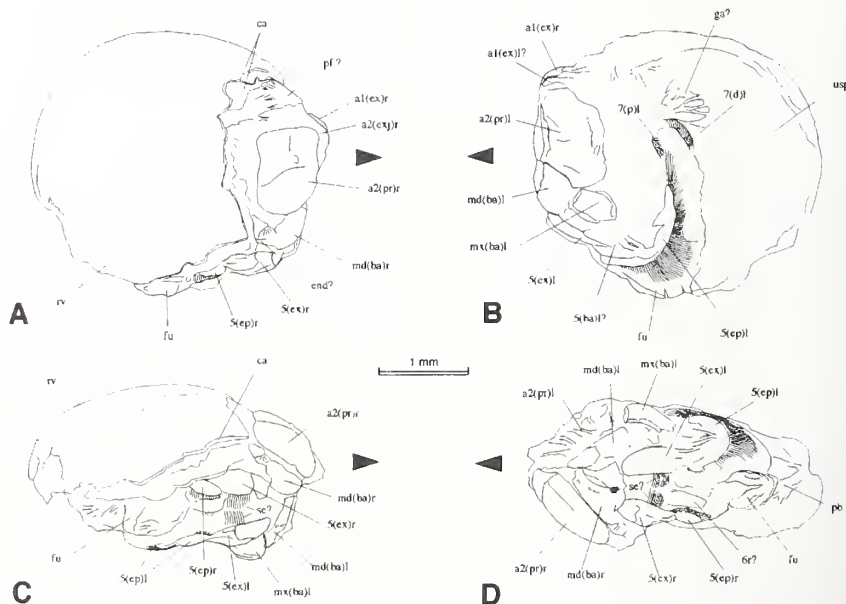 ca
pf ?
a1(ex)r
a2(exj)r
a2(pr)r
md(ba)r
end?
5(ex)r
5(ep)r
fu
rv
A
ga?
a1(ex)r
a1(ex)l?
7(p)l
7(d)l
usp
a2(pr)l
md(ba)l
mx(ba)l
5(ex)l
5(ba)l?
fu
5(ep)l
B
1 mm
rv
ca
a2(pr)r
md(ba)r
se?
5(ex)r
md(ba)l
mx(ba)l
5(ex)l
5(ep)r
5(ep)l
fu
C
md(ba)l
mx(ba)l
5(ex)l
a2(pr)l
5(ep)l
se?
po
a2(pr)r
md(ba)r
5(ex)r
5(ep)r
6r?
fu
D